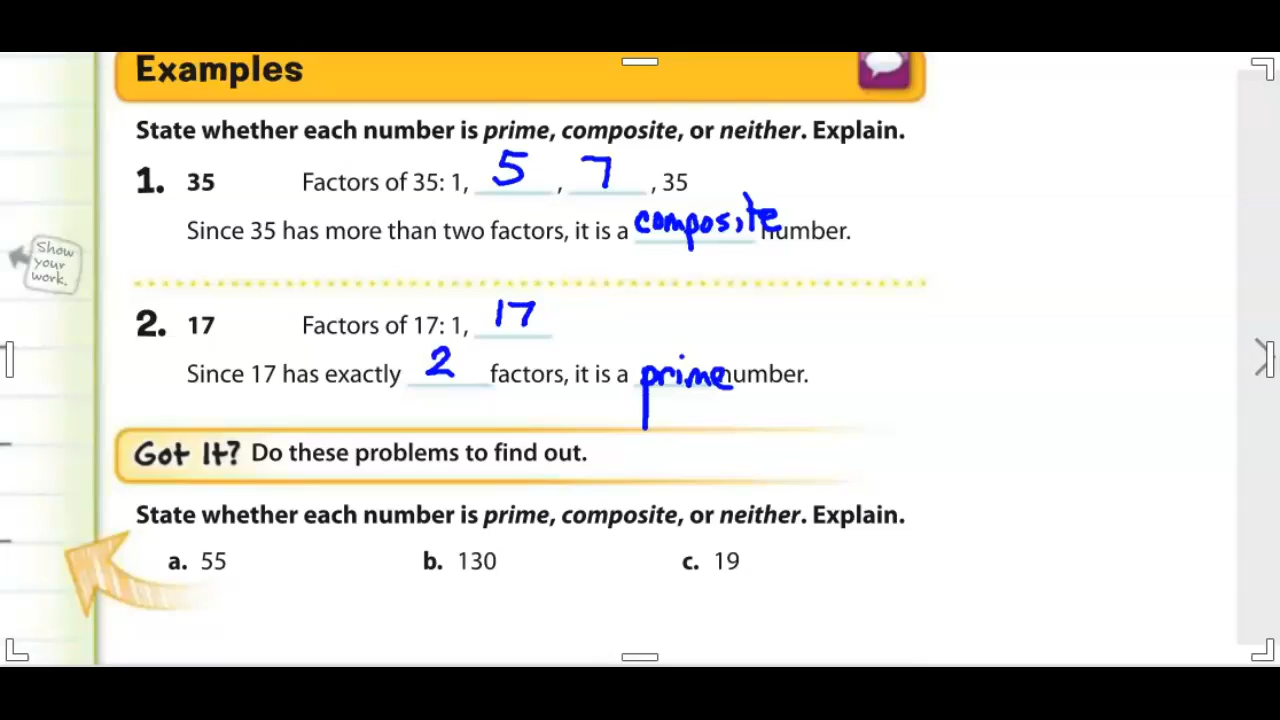 Examples
State whether each number is prime, composite, or neither. Explain.
1. 35 Factors of 35: 1, 5, 7, 35
Since 35 has more than two factors, it is a composite number.
Show
your
work.
2. 17 Factors of 17: 1, 17
Since 17 has exactly 2 factors, it is a prime number.
Got It? Do these problems to find out.
State whether each number is prime, composite, or neither. Explain.
a. 55 b. 130 c. 19